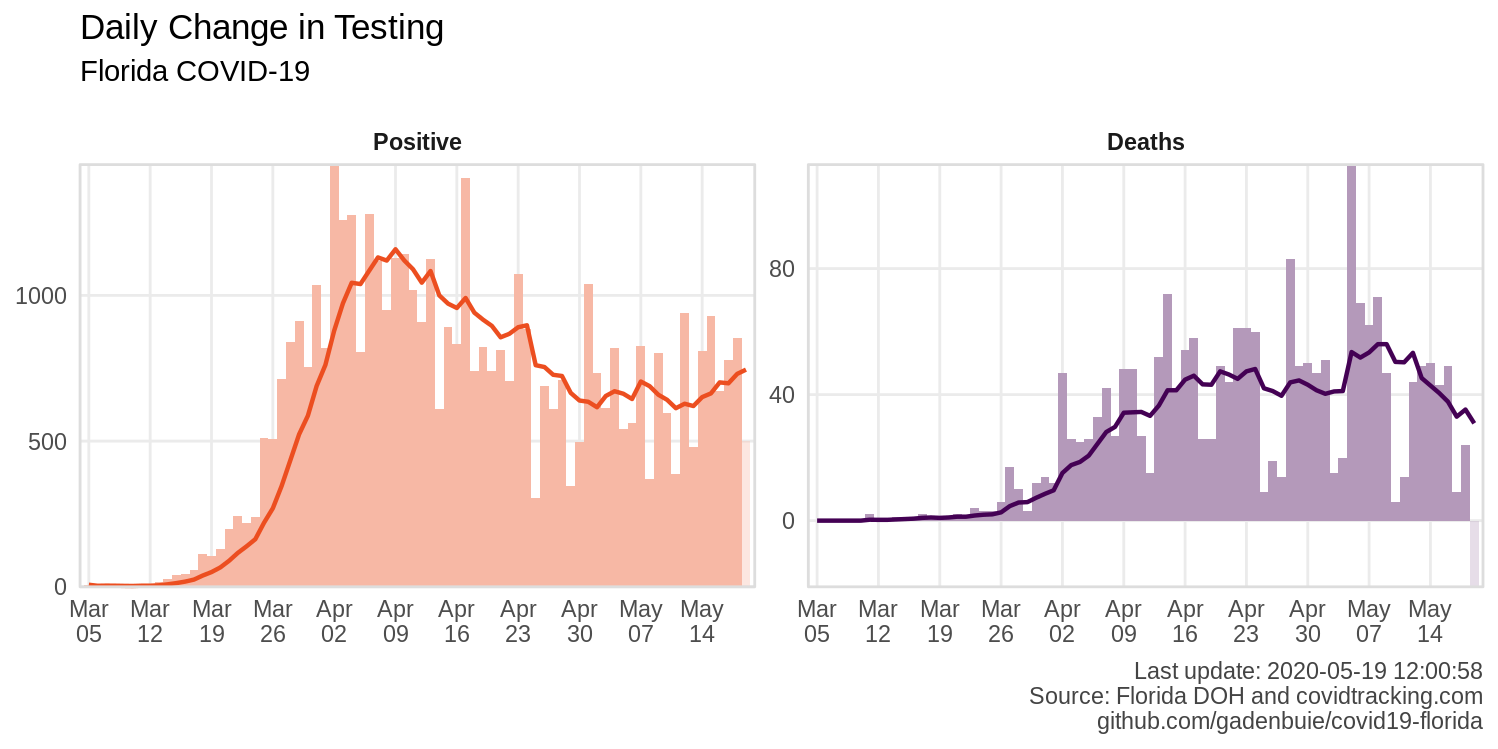 Daily Change in Testing
Florida COVID-19
Positive
Deaths
1000
500
0
80
40
0
Mar Mar Mar Mar Apr Apr Apr Apr Apr May May
05 12 19 26 02 09 16 23 30 07 14
Mar Mar Mar Mar Apr Apr Apr Apr Apr May May
05 12 19 26 02 09 16 23 30 07 14
Last update: 2020-05-19 12:00:58
Source: Florida DOH and covidtracking.com
github.com/gadenbuie/covid19-florida